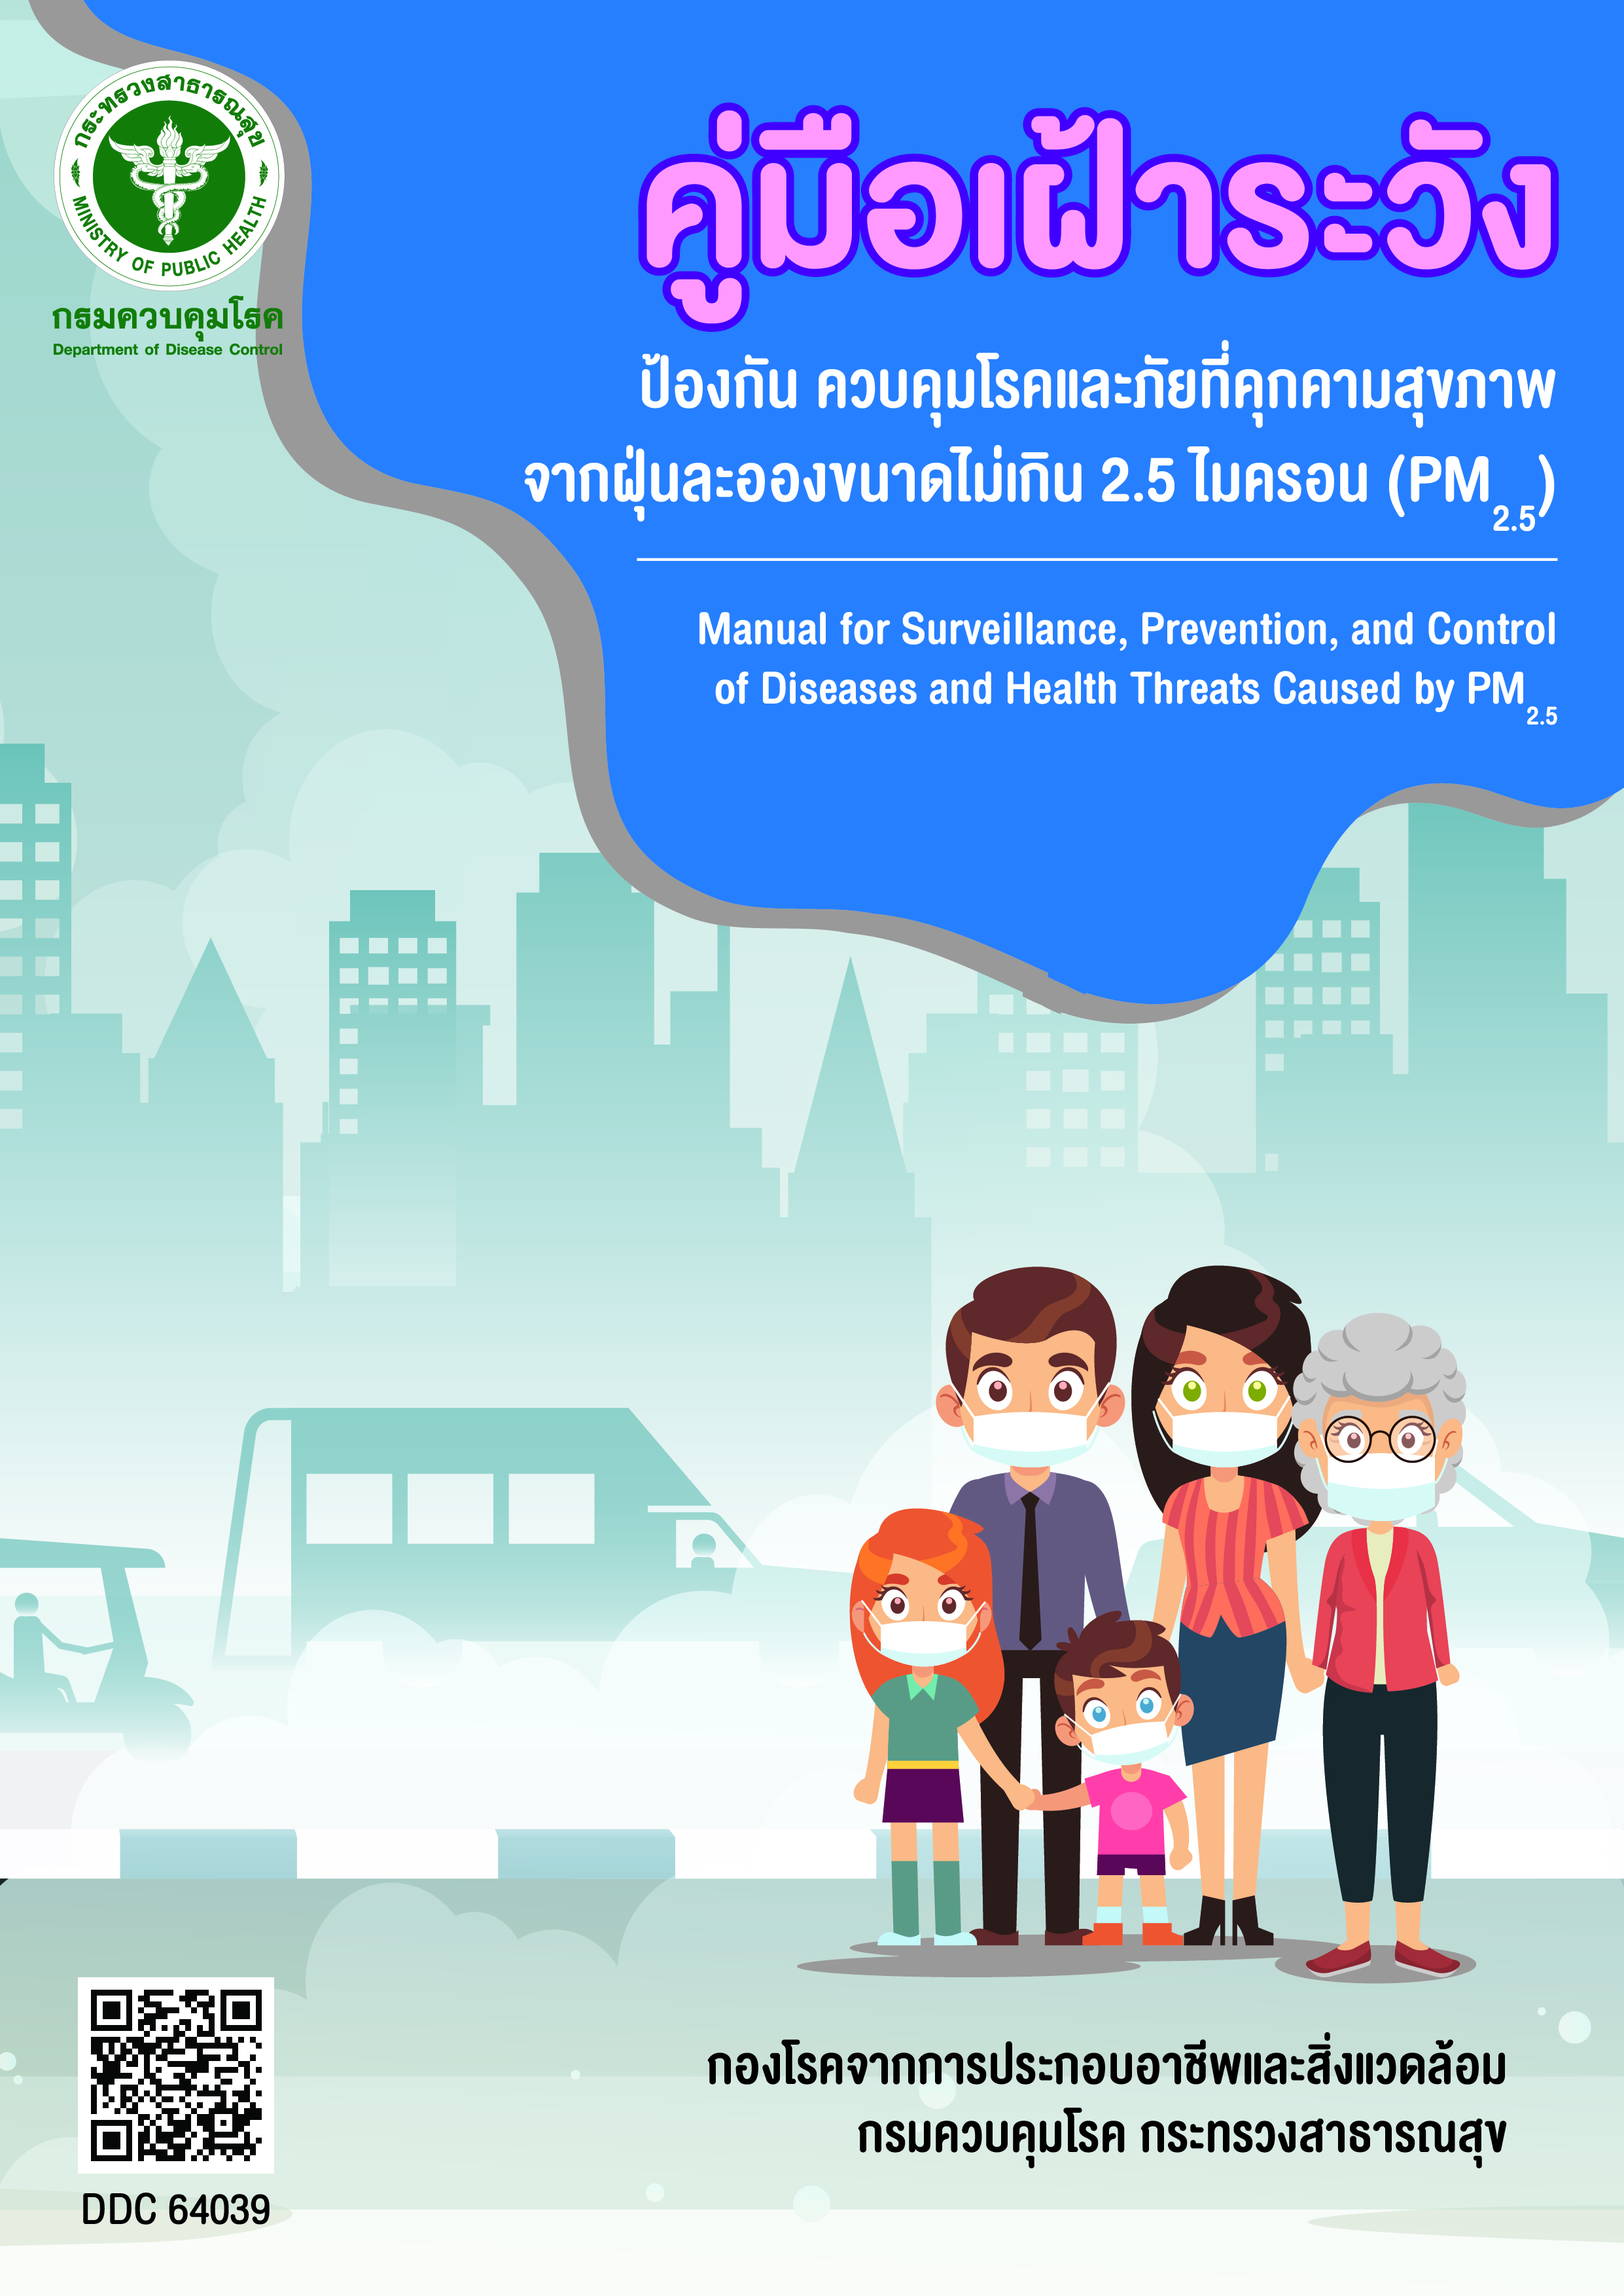 กระทรวงสาธารณสุข
MINISTRY OF PUBLIC HEALTH
กรมควบคุมโรค
Department of Disease Control
คู่มือเฝ้าระวัง
ป้องกัน ควบคุมโรคและภัยที่คุกคามสุขภาพ
จากฝุ่นละอองขนาดไม่เกิน 2.5 ไมครอน (PM2.5)
Manual for Surveillance, Prevention, and Control
of Diseases and Health Threats Caused by PM2.5
กองโรคจากการประกอบอาชีพและสิ่งแวดล้อม
กรมควบคุมโรค กระทรวงสาธารณสุข
DDC 64039